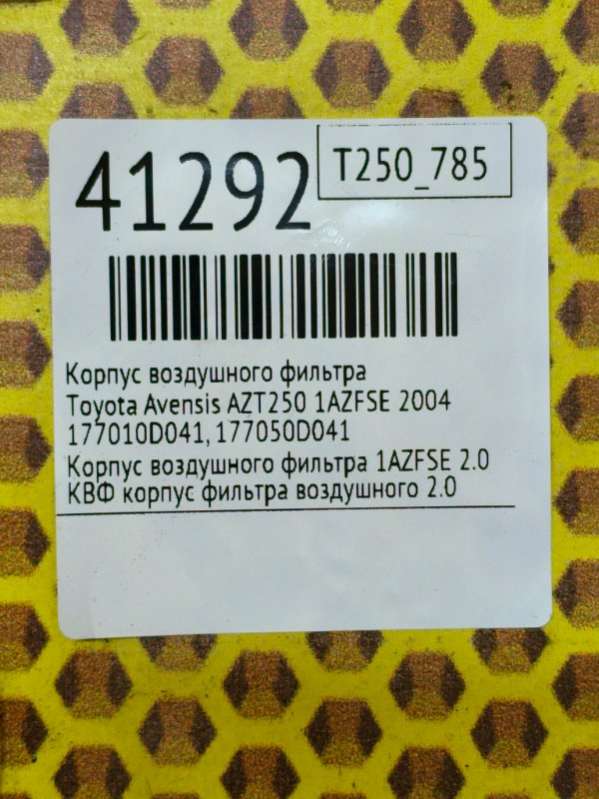 41292
T250_785
Корпус воздушного фильтра
Toyota Avensis AZT250 1AZFSE 2004
177010D041, 177050D041
Корпус воздушного фильтра 1AZFSE 2.0
КВФ корпус фильтра воздушного 2.0